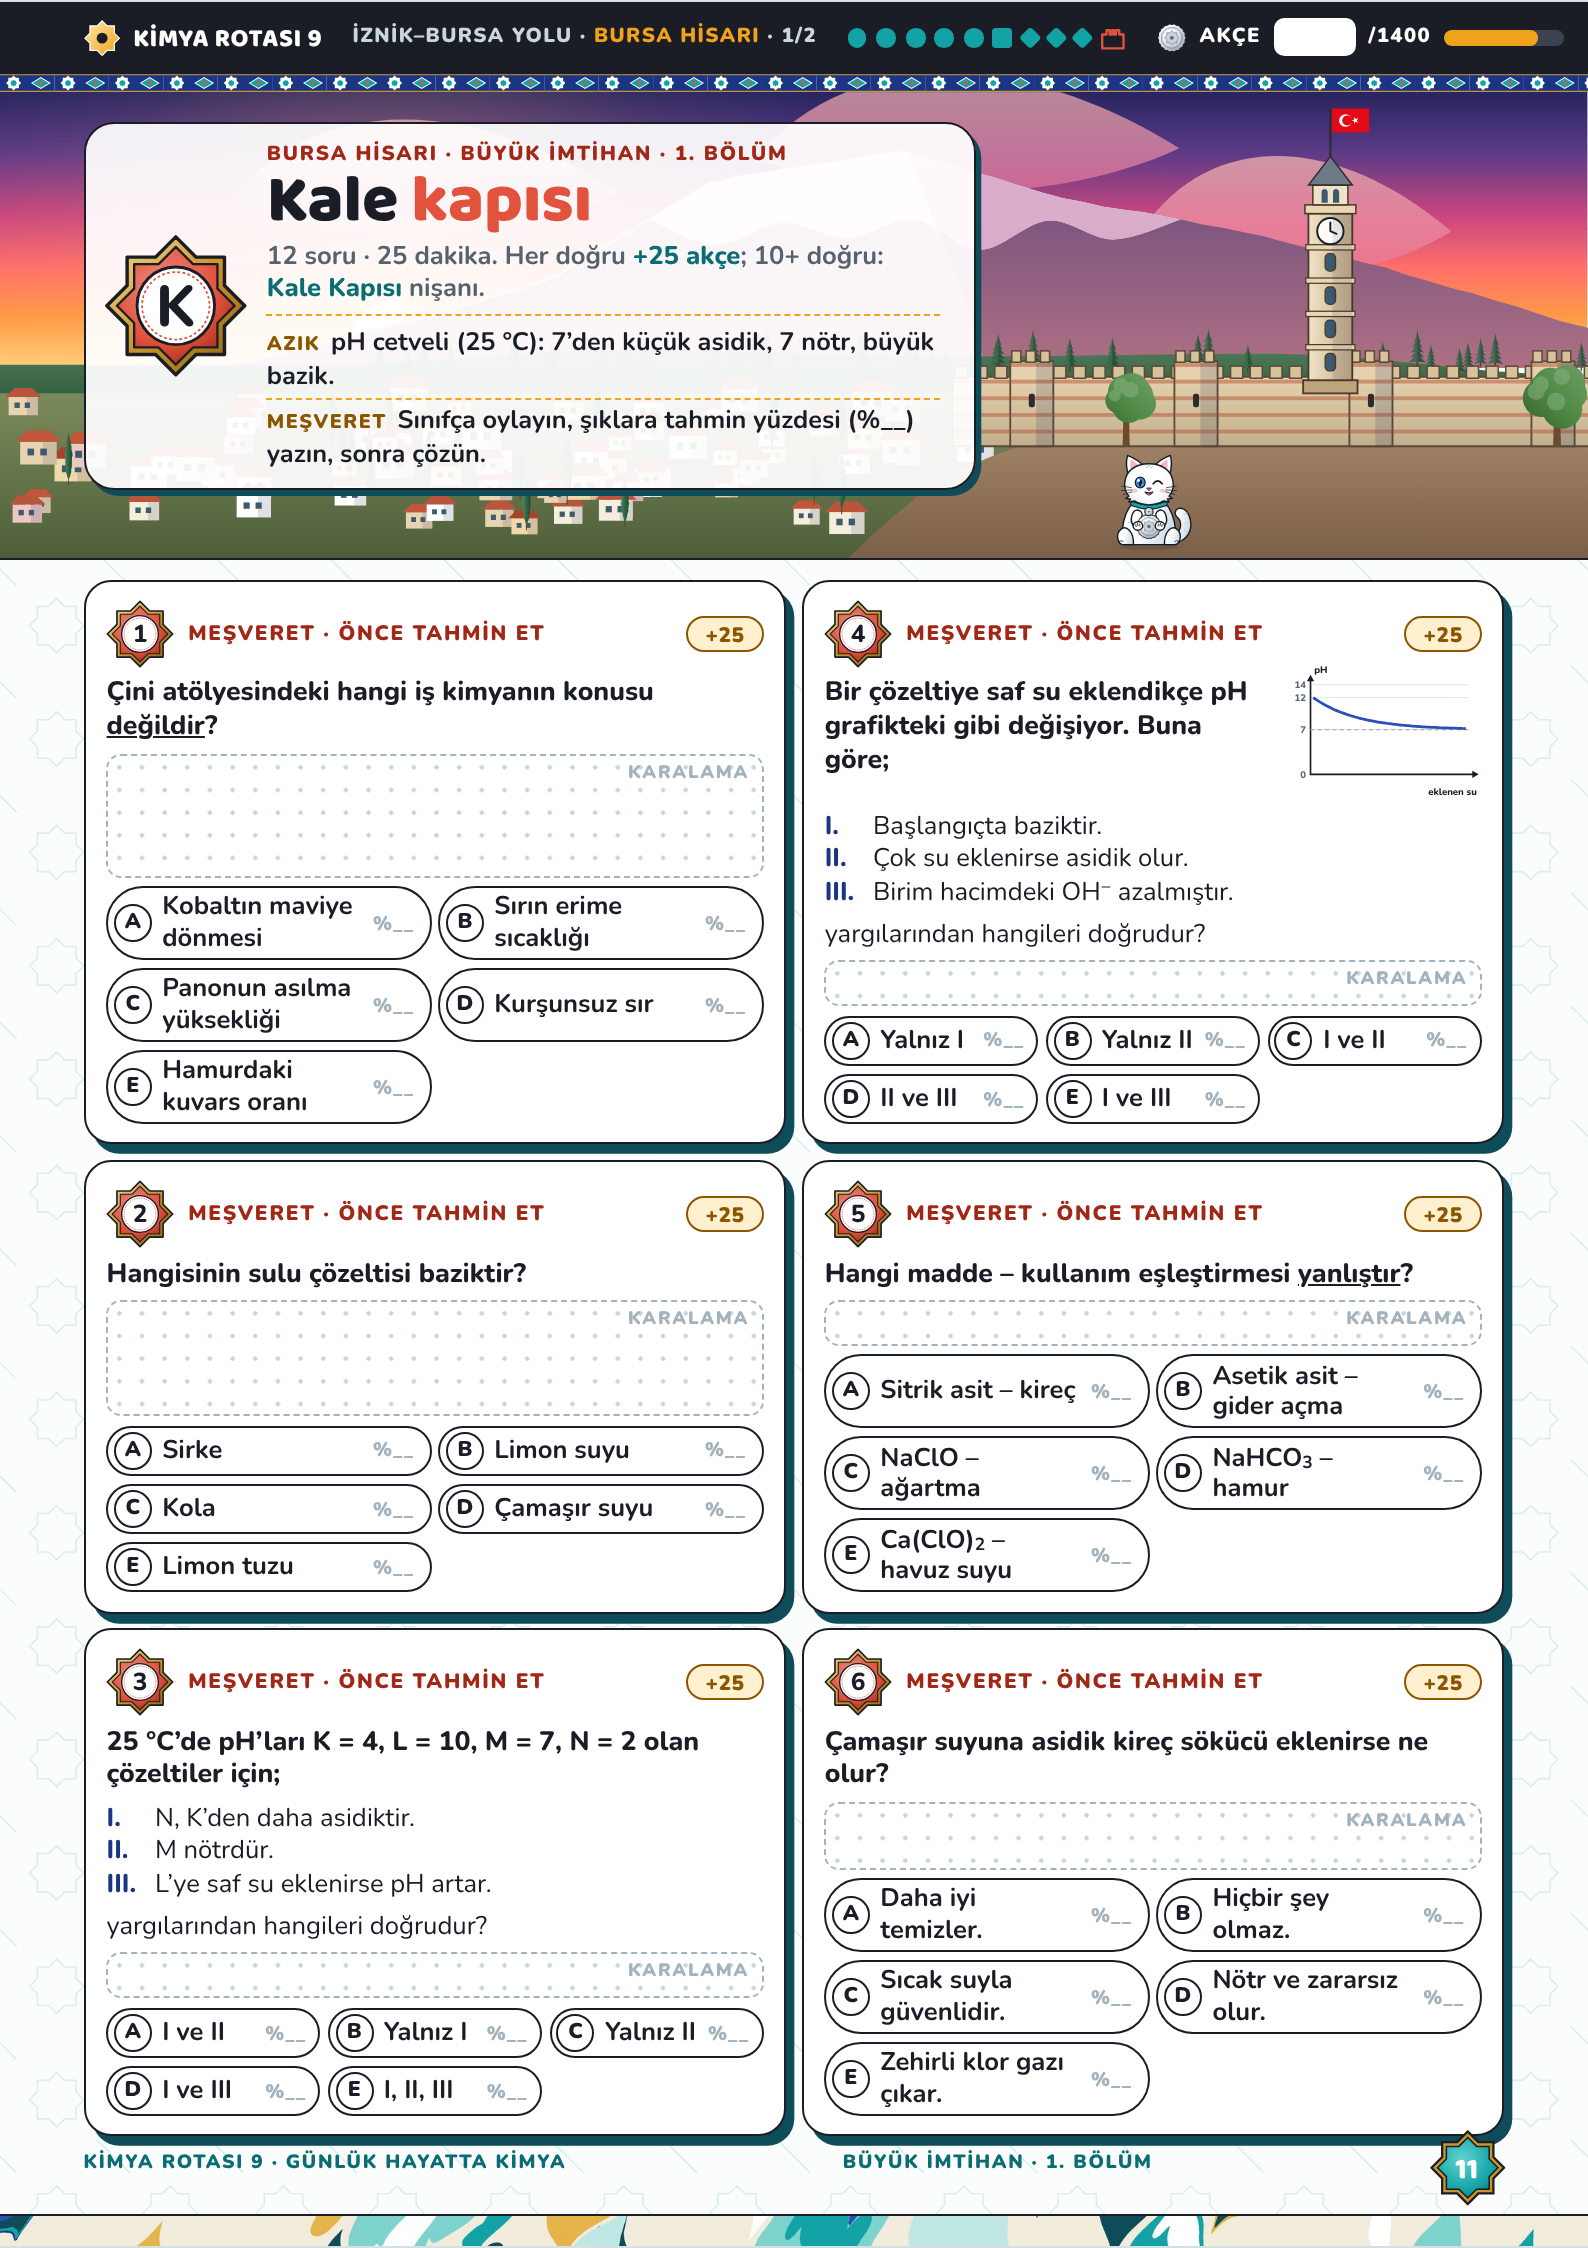 KİMYA ROTASI 9
İZNİK–BURSA YOLU · BURSA HİSARI · 1/2
AKÇE /1400
BURSA HİSARI · BÜYÜK İMTİHAN · 1. BÖLÜM
Kale kapısı
K
12 soru · 25 dakika. Her doğru +25 akçe; 10+ doğru:
Kale Kapısı nişanı.
AZIK pH cetveli (25 °C): 7’den küçük asidik, 7 nötr, büyük
bazik.
MEŞVERET Sınıfça oylayın, şıklara tahmin yüzdesi (%__)
yazın, sonra çözün.
1 MEŞVERET · ÖNCE TAHMİN ET +25
Çini atölyesindeki hangi iş kimyanın konusu
değildir?
KARALAMA
A Kobaltın maviye
dönmesi %__
B Sırın erime
sıcaklığı %__
C Panonun asılma
yüksekliği %__
D Kurşunsuz sır %__
E Hamurdaki
kuvars oranı %__
2 MEŞVERET · ÖNCE TAHMİN ET +25
Hangisinin sulu çözeltisi baziktir?
KARALAMA
A Sirke %__
B Limon suyu %__
C Kola %__
D Çamaşır suyu %__
E Limon tuzu %__
3 MEŞVERET · ÖNCE TAHMİN ET +25
25 °C’de pH’ları K = 4, L = 10, M = 7, N = 2 olan
çözeltiler için;
I. N, K’den daha asidiktir.
II. M nötrdür.
III. L’ye saf su eklenirse pH artar.
yargılarından hangileri doğrudur?
KARALAMA
A I ve II %__
B Yalnız I %__
C Yalnız II %__
D I ve III %__
E I, II, III %__
4 MEŞVERET · ÖNCE TAHMİN ET +25
Bir çözeltiye saf su eklendikçe pH
grafikteki gibi değişiyor. Buna
göre;
pH
14
12
7
0
eklenen su
I. Başlangıçta baziktir.
II. Çok su eklenirse asidik olur.
III. Birim hacimdeki OH⁻ azalmıştır.
yargılarından hangileri doğrudur?
KARALAMA
A Yalnız I %__
B Yalnız II %__
C I ve II %__
D II ve III %__
E I ve III %__
5 MEŞVERET · ÖNCE TAHMİN ET +25
Hangi madde – kullanım eşleştirmesi yanlıştır?
KARALAMA
A Sitrik asit – kireç %__
B Asetik asit –
gider açma %__
C NaClO –
ağartma %__
D NaHCO₃ –
hamur %__
E Ca(ClO)₂ –
havuz suyu %__
6 MEŞVERET · ÖNCE TAHMİN ET +25
Çamaşır suyuna asidik kireç sökücü eklenirse ne
olur?
KARALAMA
A Daha iyi
temizler. %__
B Hiçbir şey
olmaz. %__
C Sıcak suyla
güvenlidir. %__
D Nötr ve zararsız
olur. %__
E Zehirli klor gazı
çıkar. %__
KİMYA ROTASI 9 · GÜNLÜK HAYATTA KİMYA
BÜYÜK İMTİHAN · 1. BÖLÜM
11